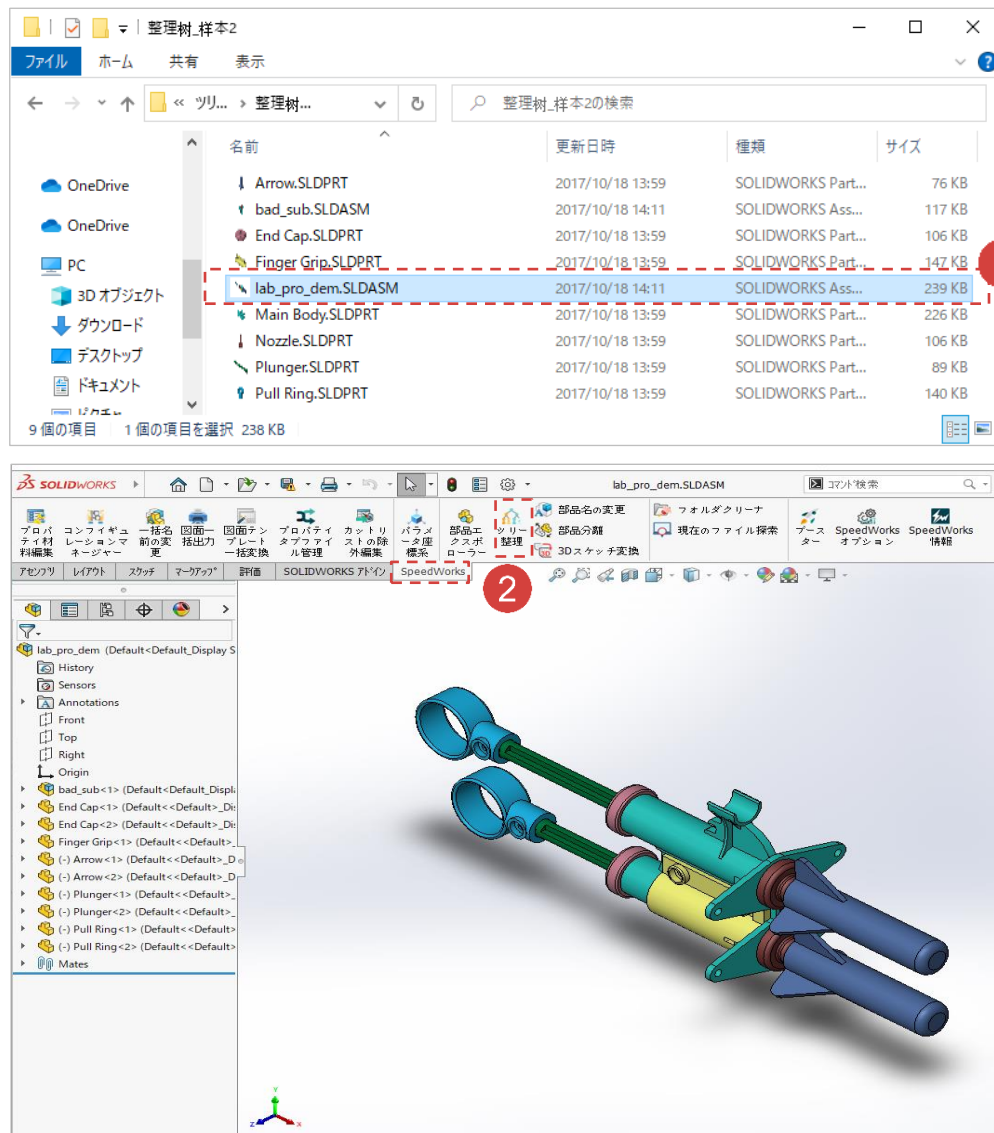 整理树_样本2
ファイル ホーム 共有 表示
« ツリ... › 整理树... 整理树_样本2の検索
名前 更新日時 種類 サイズ
OneDrive
OneDrive
PC
3D オブジェクト
ダウンロード
デスクトップ
ドキュメント
Arrow.SLDPRT 2017/10/18 13:59 SOLIDWORKS Part... 76 KB
bad_sub.SLDASM 2017/10/18 14:11 SOLIDWORKS Ass... 117 KB
End Cap.SLDPRT 2017/10/18 13:59 SOLIDWORKS Part... 106 KB
Finger Grip.SLDPRT 2017/10/18 13:59 SOLIDWORKS Part... 147 KB
lab_pro_dem.SLDASM 2017/10/18 14:11 SOLIDWORKS Ass... 239 KB
Main Body.SLDPRT 2017/10/18 13:59 SOLIDWORKS Part... 226 KB
Nozzle.SLDPRT 2017/10/18 13:59 SOLIDWORKS Part... 106 KB
Plunger.SLDPRT 2017/10/18 13:59 SOLIDWORKS Part... 89 KB
Pull Ring.SLDPRT 2017/10/18 13:59 SOLIDWORKS Part... 140 KB
9 個の項目 1 個の項目を選択 238 KB
SOLIDWORKS lab_pro_dem.SLDASM コマンド検索
プロパティ材料編集
コンフィギュレーションマネージャー
一括名前の変更
図面一括出力
図面テンプレート一括変換
プロパティタブファイル管理
カットリストの除外編集
パラメータ座標系
部品エクスポローラー
ツリー整理
部品名の変更
部品分離
3Dスケッチ変換
フォルダクリーナ
現在のファイル探索
ブースター
SpeedWorks オプション
SpeedWorks 情報
アセンブリ レイアウト スケッチ マークアップ 評価 SOLIDWORKS アドイン SpeedWorks
2
lab_pro_dem (Default<Default_Display S
History
Sensors
Annotations
Front
Top
Right
Origin
bad_sub<1> (Default<Default_Displ
End Cap<1> (Default<<Default>_Dis
End Cap<2> (Default<<Default>_Dis
Finger Grip<1> (Default<<Default>_
(-) Arrow<1> (Default<<Default>_D
(-) Arrow<2> (Default<<Default>_D
(-) Plunger<1> (Default<<Default>_
(-) Plunger<2> (Default<<Default>_
(-) Pull Ring<1> (Default<<Default>
(-) Pull Ring<2> (Default<<Default>
Mates